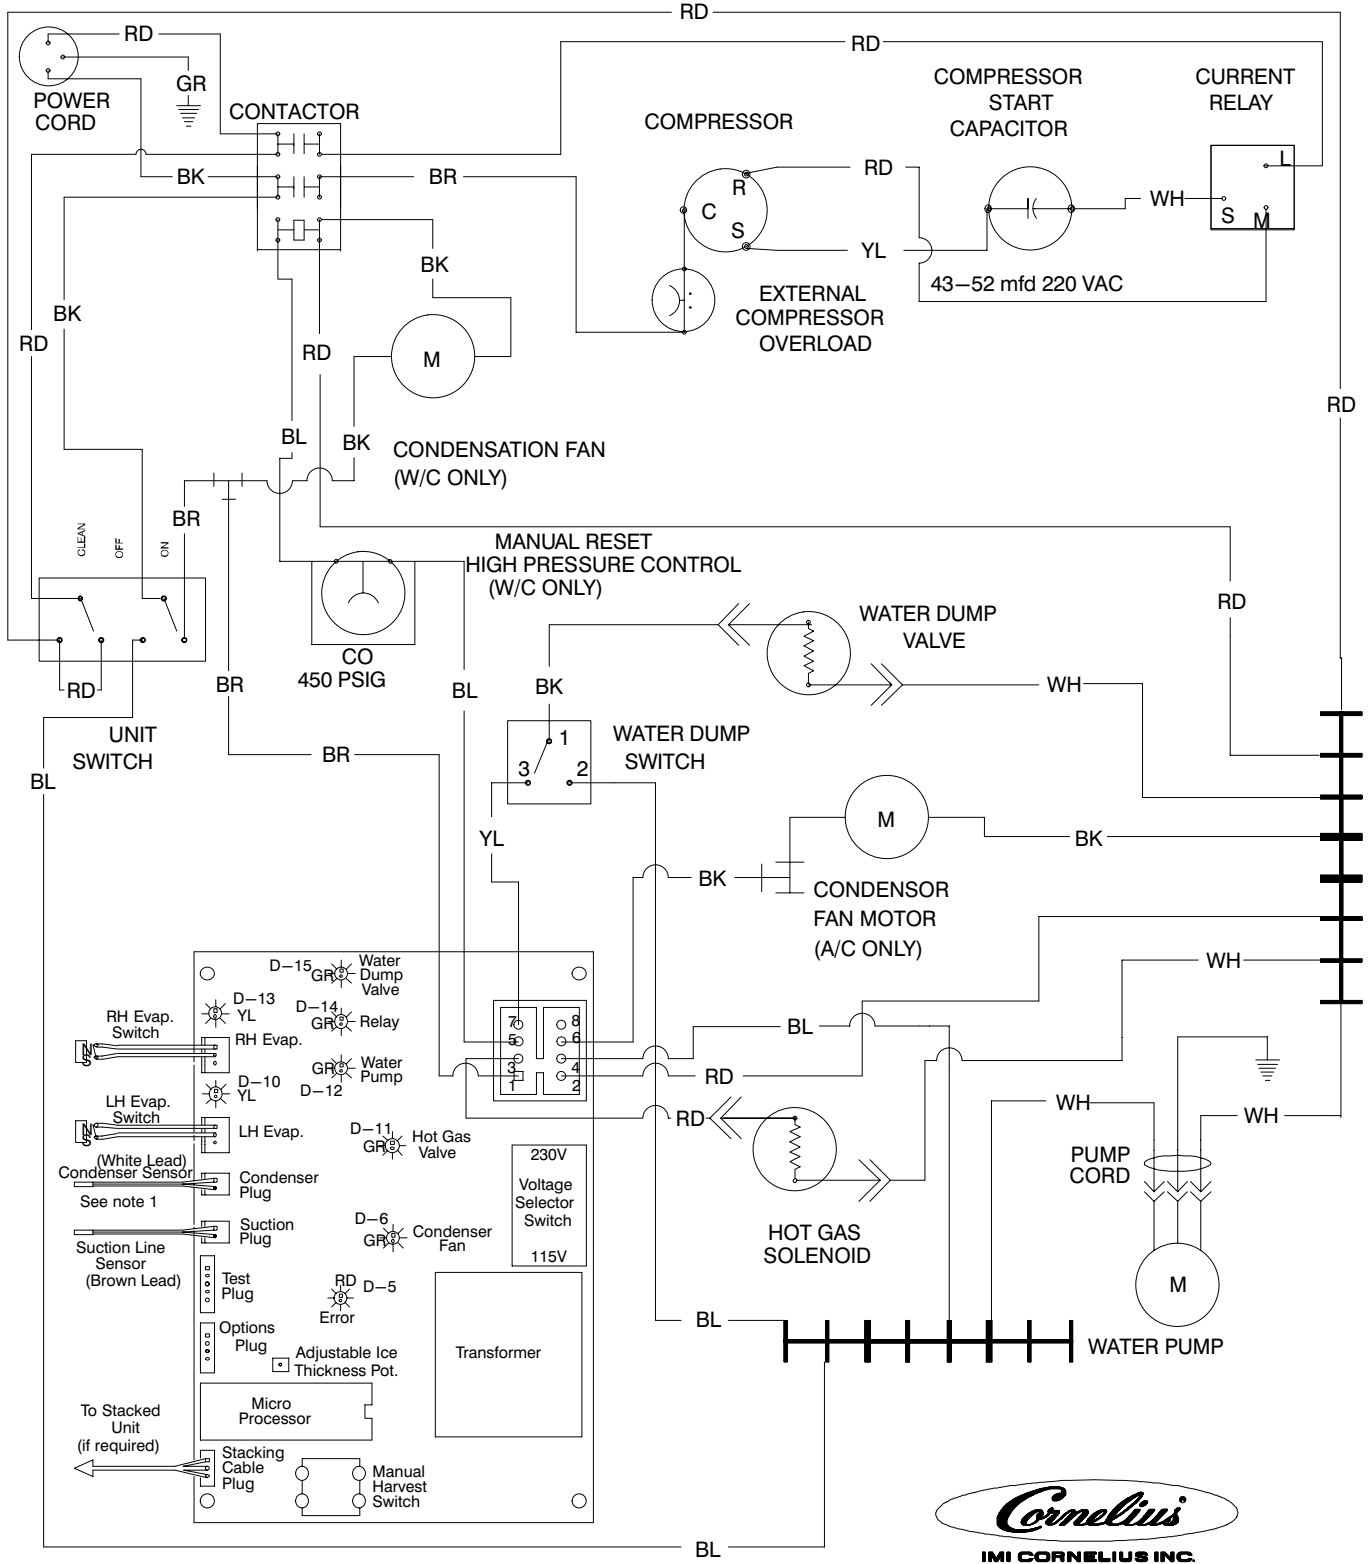 RD
RD
RD
GR
POWER
CORD
CONTACTOR
BK
BR
COMPRESSOR
COMPRESSOR
START
CAPACITOR
CURRENT
RELAY
R
C
S
RD
YL
WH
L
S
M
43–52 mfd 220 VAC
EXTERNAL
COMPRESSOR
OVERLOAD
BK
BK
RD
RD
M
RD
BL
BK
CONDENSATION FAN
(W/C ONLY)
BR
CLEAN
OFF
ON
MANUAL RESET
HIGH PRESSURE CONTROL
(W/C ONLY)
CO
450 PSIG
RD
WATER DUMP
VALVE
RD
BR
BL
BK
WH
UNIT
SWITCH
BL
BR
1
3
2
WATER DUMP
SWITCH
YL
M
BK
BK
CONDENSOR
FAN MOTOR
(A/C ONLY)
WH
D–15
GR
Water
Dump
Valve
D–13
YL
D–14
GR
Relay
RH Evap.
Switch
N
S
RH Evap.
GR
Water
Pump
D–12
D–10
YL
7
8
5
6
3
4
1
2
BL
RD
RD
LH Evap.
Switch
N
S
LH Evap.
D–11
GR
Hot Gas
Valve
(White Lead)
Condenser Sensor
See note 1
Condenser
Plug
230V
Voltage
Selector
Switch
115V
WH
WH
PUMP
CORD
Suction Line
Sensor
(Brown Lead)
Suction
Plug
D–6
GR
Condenser
Fan
HOT GAS
SOLENOID
M
Test
Plug
RD
D–5
Error
BL
WATER PUMP
Options
Plug
Adjustable Ice
Thickness Pot.
Transformer
Micro
Processor
To Stacked
Unit
(if required)
Stacking
Cable
Plug
Manual
Harvest
Switch
Cornelius®
IMI CORNELIUS INC.
BL